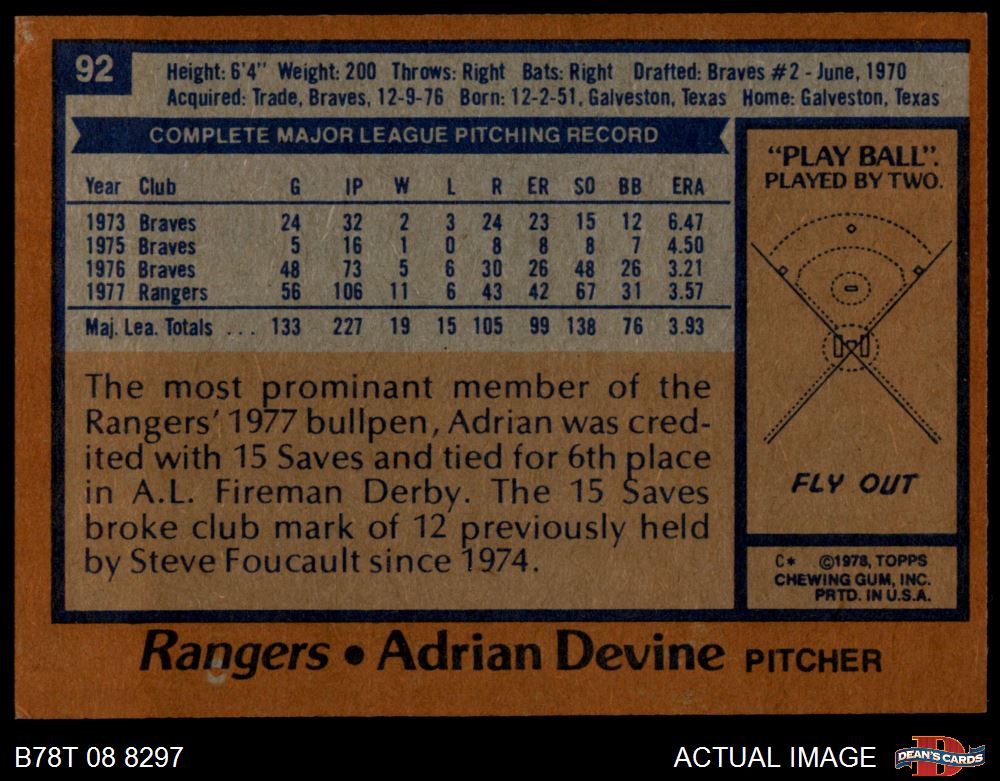 92
Height: 6'4" Weight: 200 Throws: Right Bats: Right Drafted: Braves #2 - June, 1970
Acquired: Trade, Braves, 12-9-76 Born: 12-2-51, Galveston, Texas Home: Galveston, Texas
COMPLETE MAJOR LEAGUE PITCHING RECORD
Year Club G IP W L R ER SO BB ERA
1973 Braves 24 32 2 3 24 23 15 12 6.47
1975 Braves 5 16 1 0 8 8 8 7 4.50
1976 Braves 48 73 5 6 30 26 48 26 3.21
1977 Rangers 56 106 11 6 43 42 67 31 3.57
Maj. Lea. Totals . . . 133 227 19 15 105 99 138 76 3.93
The most prominant member of the
Rangers' 1977 bullpen, Adrian was cred-
ited with 15 Saves and tied for 6th place
in A.L. Fireman Derby. The 15 Saves
broke club mark of 12 previously held
by Steve Foucault since 1974.
"PLAY BALL".
PLAYED BY TWO.
FLY OUT
C* ©1978, TOPPS
CHEWING GUM, INC.
PRTD. IN U.S.A.
Rangers • Adrian Devine PITCHER
B78T 08 8297
ACTUAL IMAGE
D
DEAN'S CARDS